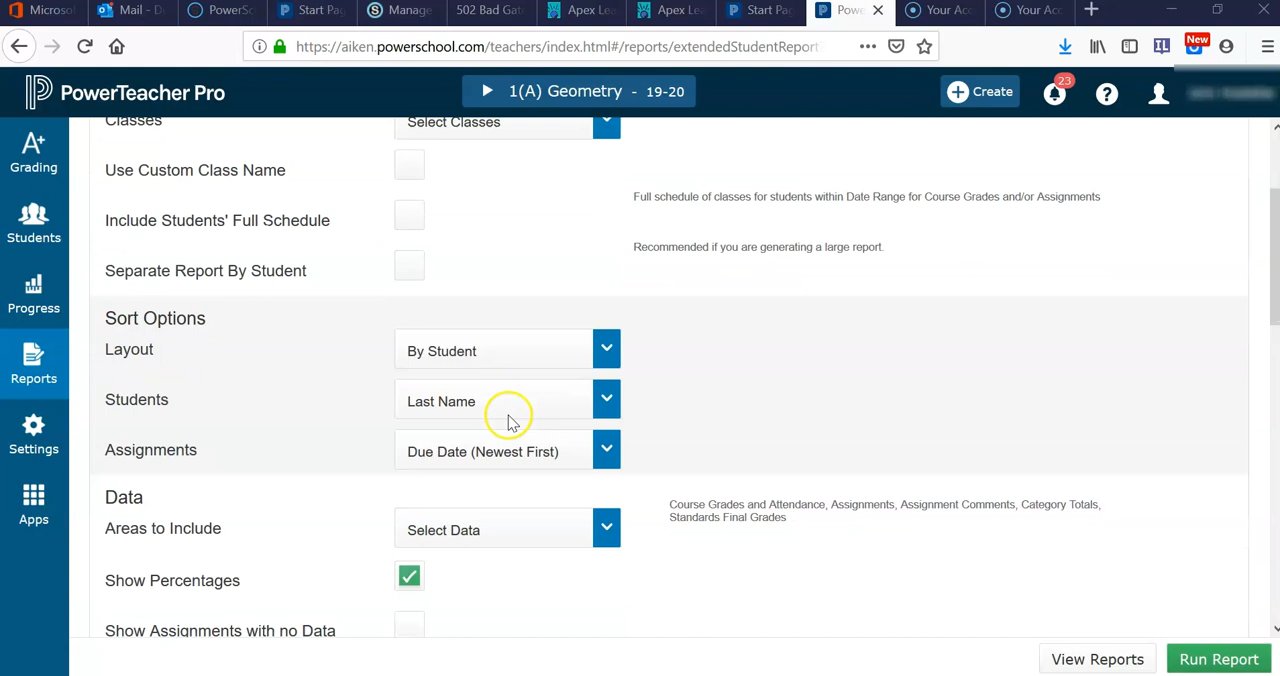 Microsof
Mail - D
PowerSc
Start Pag
Manage
502 Bad Gate
Apex Lea
Apex Lea
Start Pag
Powe
Your Acc
Your Acc
https://aiken.powerschool.com/teachers/index.html#/reports/extendedStudentReport
New
PowerTeacher Pro
1(A) Geometry - 19-20
Create
23
Classes
Select Classes
Grading
Use Custom Class Name
Full schedule of classes for students within Date Range for Course Grades and/or Assignments
Include Students' Full Schedule
Students
Recommended if you are generating a large report.
Separate Report By Student
Progress
Sort Options
Layout
By Student
Reports
Students
Last Name
Assignments
Due Date (Newest First)
Settings
Data
Course Grades and Attendance, Assignments, Assignment Comments, Category Totals,
Standards Final Grades
Areas to Include
Select Data
Apps
Show Percentages
Show Assignments with no Data
View Reports
Run Report